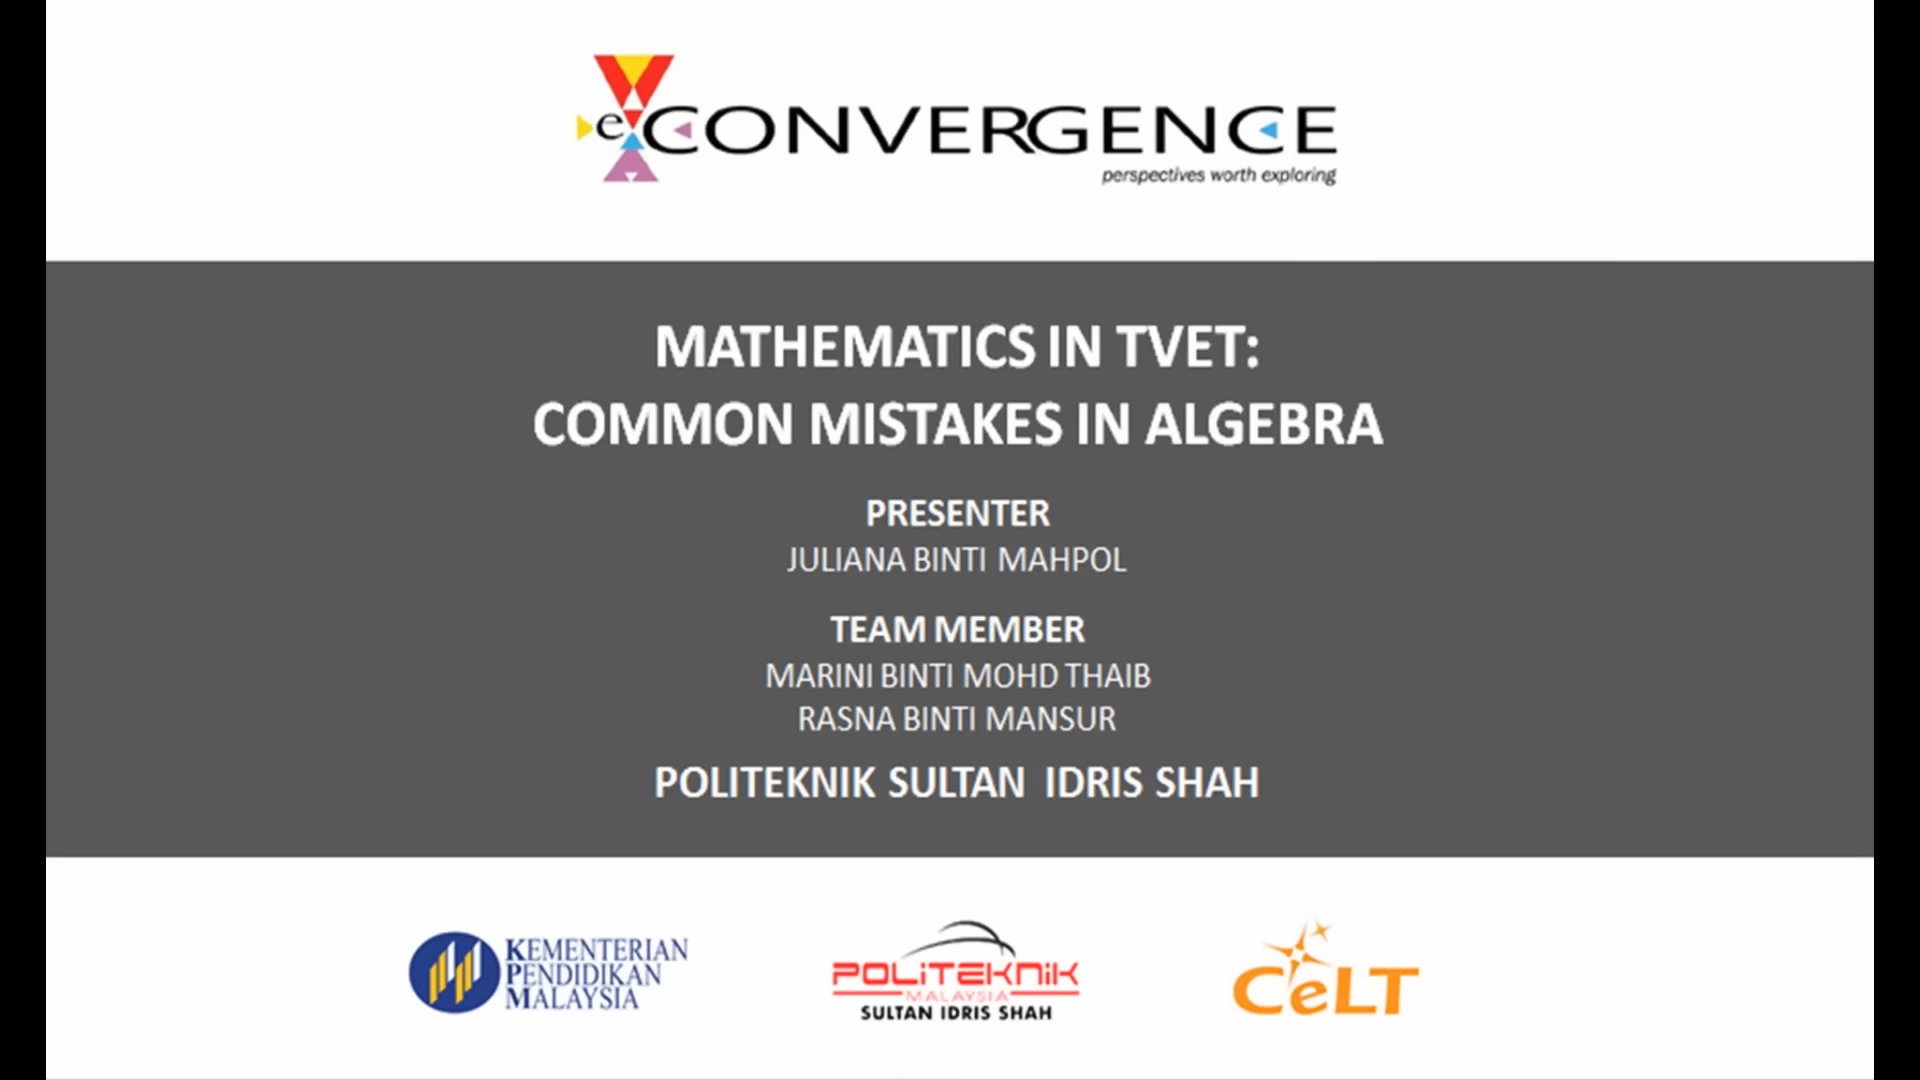 eCONVERGENCE
perspectives worth exploring
MATHEMATICS IN TVET:
COMMON MISTAKES IN ALGEBRA
PRESENTER
JULIANA BINTI MAHPOL
TEAM MEMBER
MARINI BINTI MOHD THAIB
RASNA BINTI MANSUR
POLITEKNIK SULTAN IDRIS SHAH
KEMENTERIAN
PENDIDIKAN
MALAYSIA
POLITEKNIK
MALAYSIA
SULTAN IDRIS SHAH
CeLT